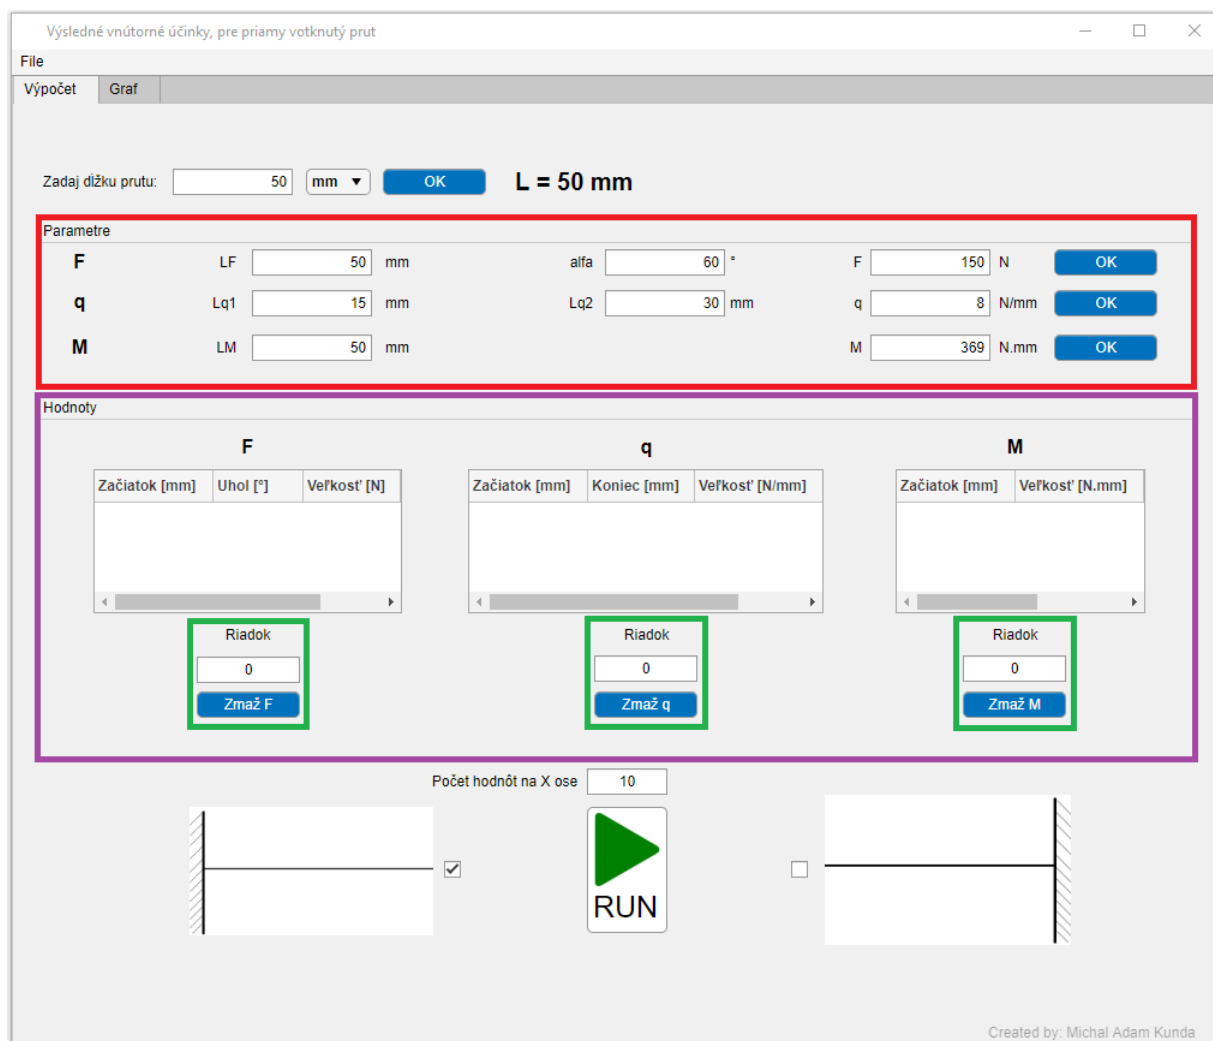 Výsledné vnútorné účinky, pre priamy votknutý prut
File
Výpočet Graf
Zadaj dĺžku prutu: 50 mm OK L = 50 mm
Parametre
F LF 50 mm alfa 60 ° F 150 N OK
q Lq1 15 mm Lq2 30 mm q 8 N/mm OK
M LM 50 mm M 369 N.mm OK
Hodnoty
F q M
Začiatok [mm] Uhol [°] Veľkosť [N] Začiatok [mm] Koniec [mm] Veľkosť [N/mm] Začiatok [mm] Veľkosť [N.mm]
Riadok Riadok Riadok
0 0 0
Zmaž F Zmaž q Zmaž M
Počet hodnôt na X ose 10
RUN
Created by: Michal Adam Kunda